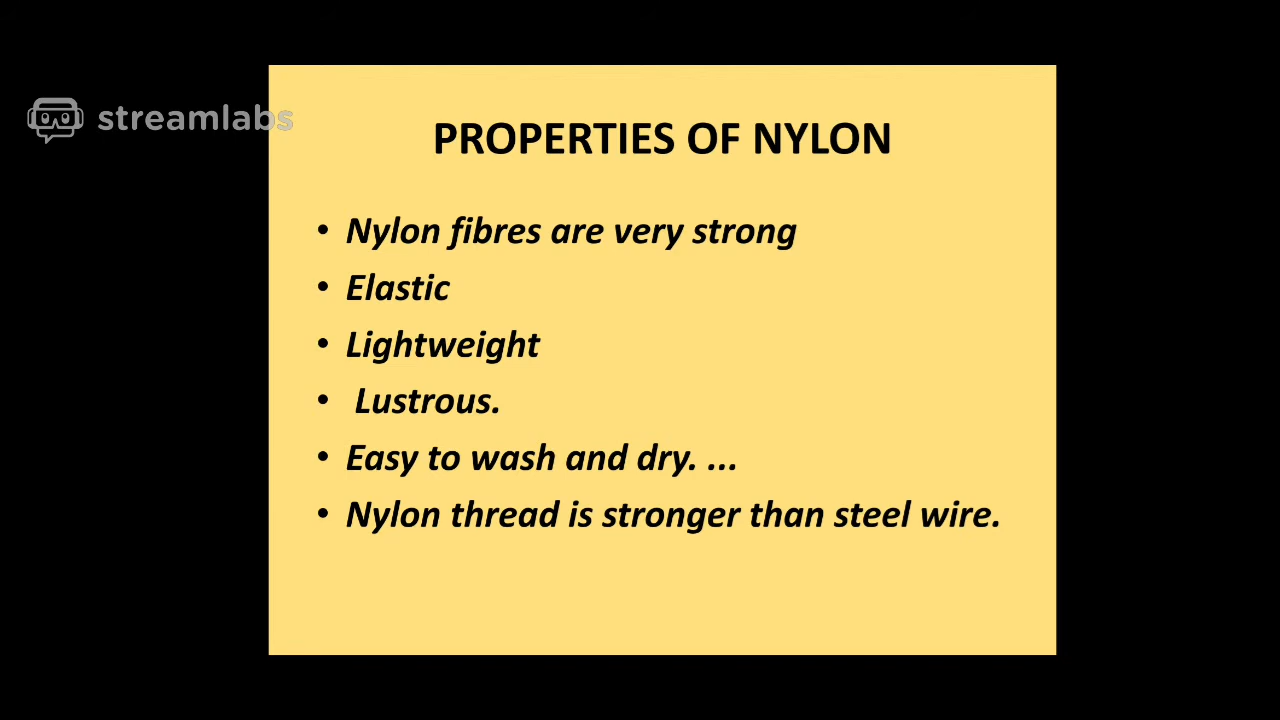 streamlabs
PROPERTIES OF NYLON
• Nylon fibres are very strong
• Elastic
• Lightweight
• Lustrous.
• Easy to wash and dry. ...
• Nylon thread is stronger than steel wire.